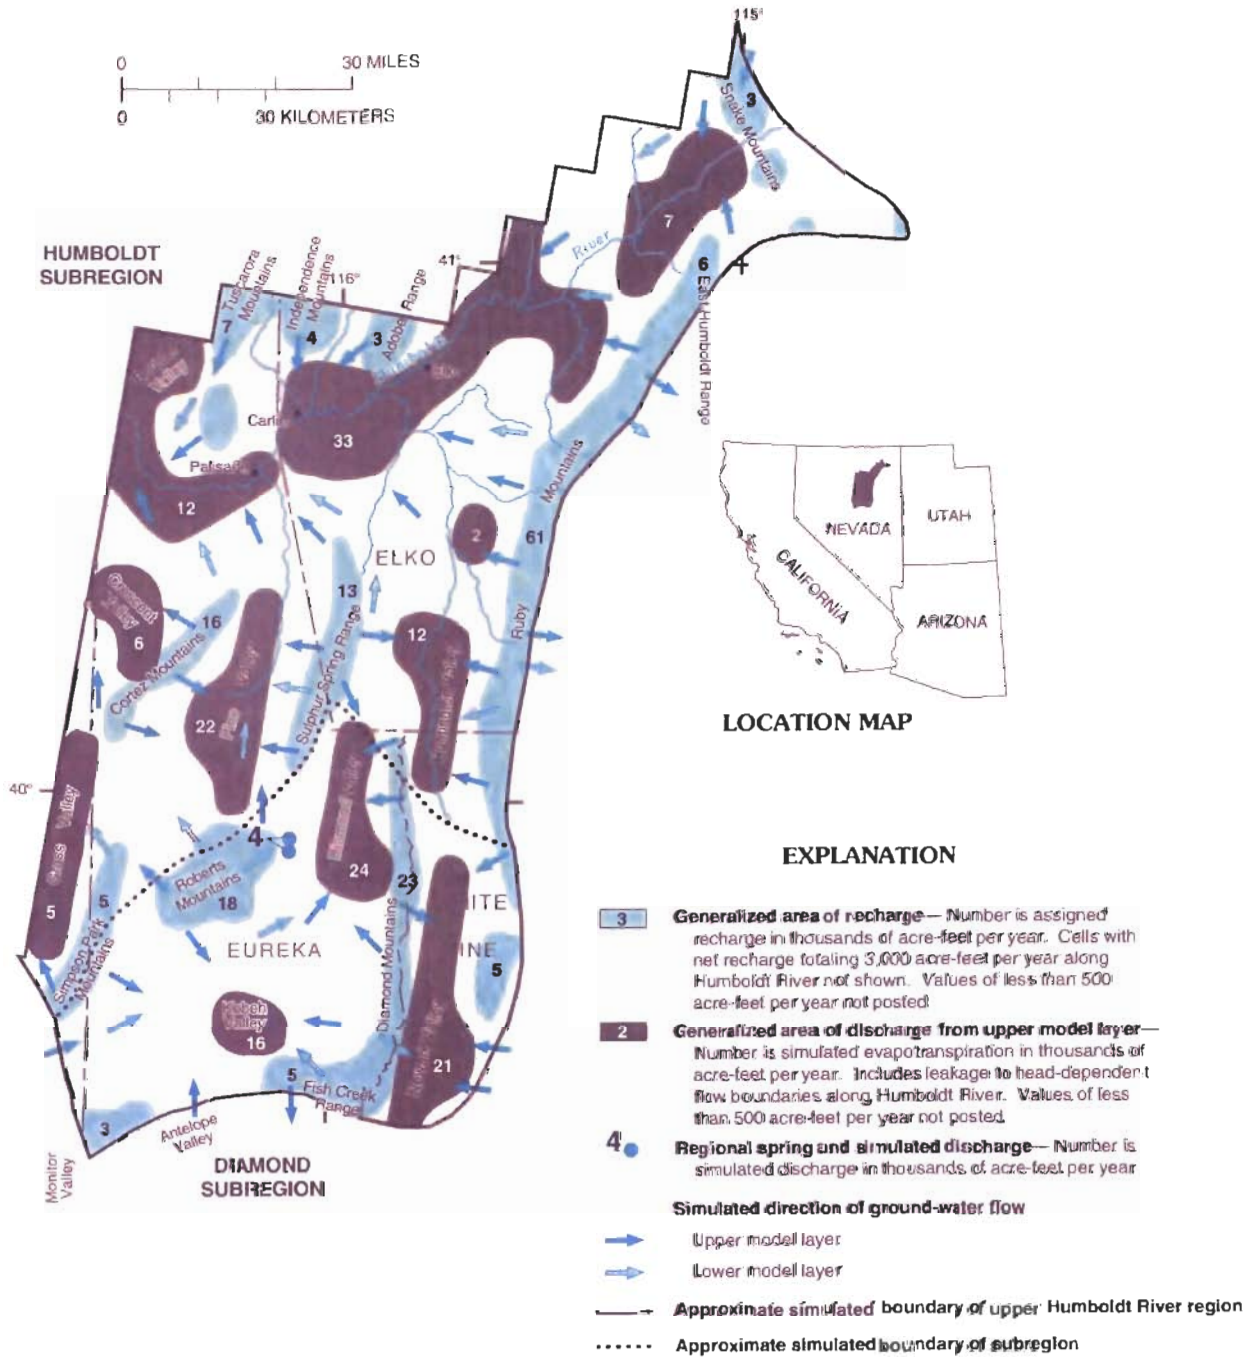 115°
0
30 MILES
0
30 KILOMETERS
3
Snake Mountains
7
River
HUMBOLDT
SUBREGION
41°
6
East Humboldt Range
Tuscarora
Mountains
Independence
Mountains
116°
Adobe Range
7
4
3
Valley
Elko
Carlin
33
Palisade
12
Mountains
2
61
ELKO
NEVADA
UTAH
CALIFORNIA
ARIZONA
Crescent
Valley
6
16
Cortez Mountains
13
Sulphur Spring Range
12
Ruby
Pine Valley
22
LOCATION MAP
40°
Grass Valley
5
Diamond Valley
24
4
Roberts
Mountains
18
23
5
Simpson Park
Mountains
EUREKA
Diamond Mountains
ITE
INE
5
Kobeh
Valley
16
21
5
Fish Creek
Range
3
Antelope
Valley
Monitor
Valley
DIAMOND
SUBREGION
EXPLANATION
3 Generalized area of recharge— Number is assigned
recharge in thousands of acre-feet per year. Cells with
net recharge totaling 3,000 acre-feet per year along
Humboldt River not shown. Values of less than 500
acre-feet per year not posted
2 Generalized area of discharge from upper model layer—
Number is simulated evapotranspiration in thousands of
acre-feet per year. Includes leakage to head-dependent
flow boundaries along Humboldt River. Values of less
than 500 acre-feet per year not posted
4 Regional spring and simulated discharge— Number is
simulated discharge in thousands of acre-feet per year
Simulated direction of ground-water flow
Upper model layer
Lower model layer
Approximate simulated boundary of upper Humboldt River region
Approximate simulated boundary of subregion